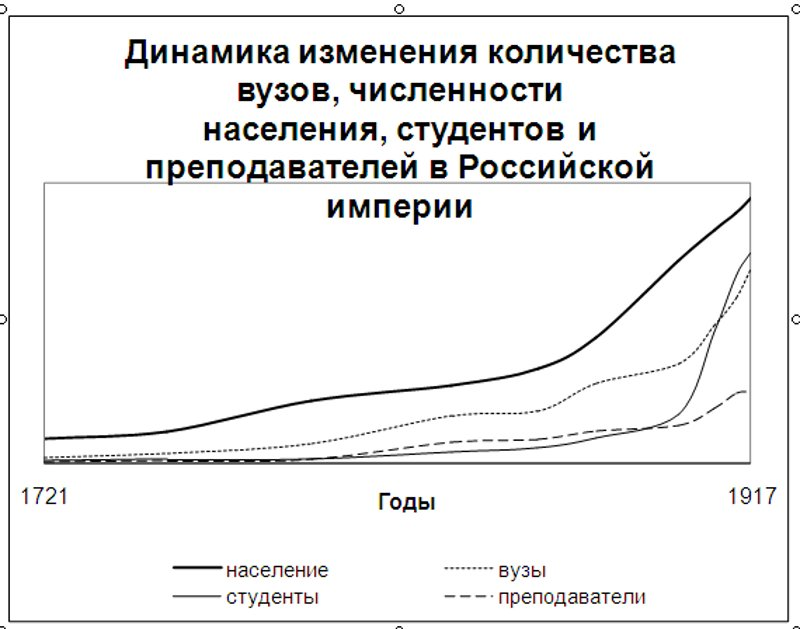 Динамика изменения количества
вузов, численности
населения, студентов и
преподавателей в Российской
империи
1721
Годы
1917
население
вузы
студенты
преподаватели